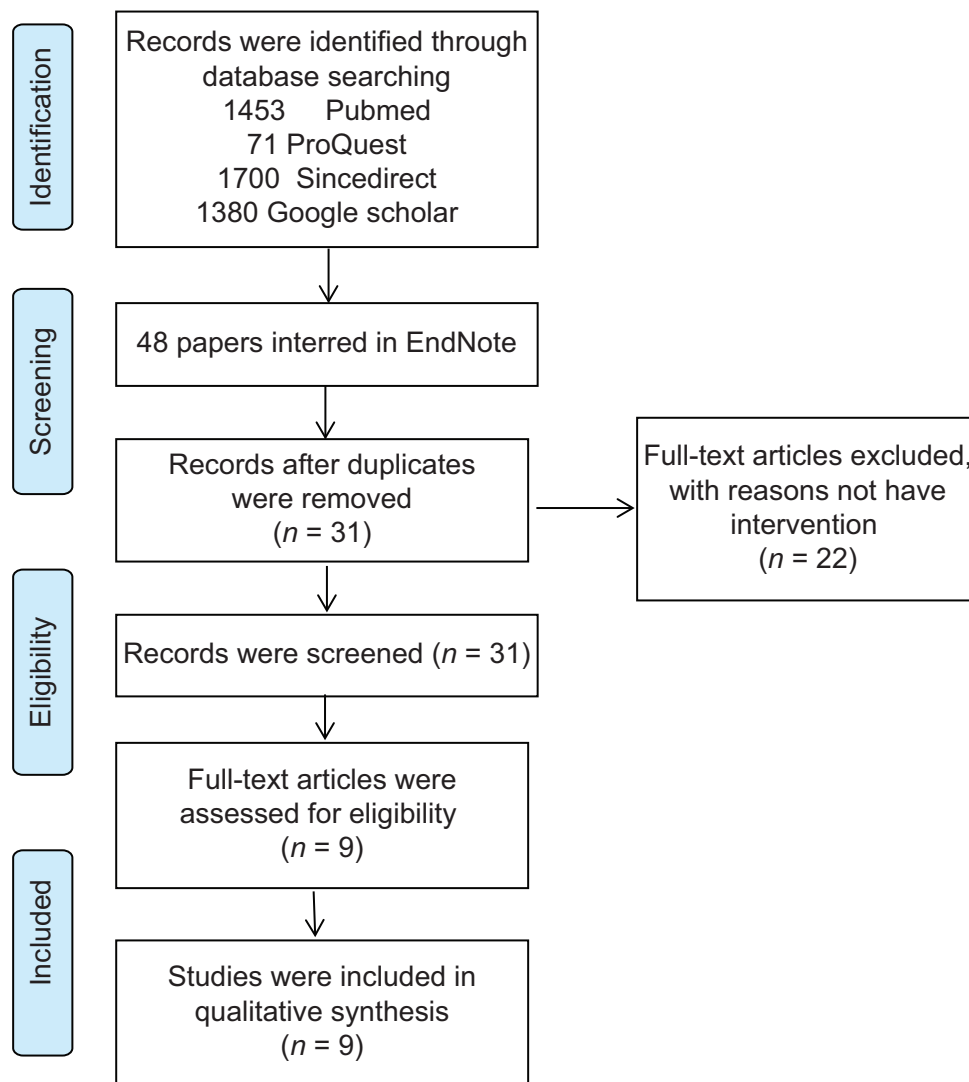 Identification
Records were identified through
database searching
1453 Pubmed
71 ProQuest
1700 Sincedirect
1380 Google scholar
Screening
48 papers interred in EndNote
Records after duplicates
were removed
(n = 31)
Full-text articles excluded,
with reasons not have
intervention
(n = 22)
Eligibility
Records were screened (n = 31)
Full-text articles were
assessed for eligibility
(n = 9)
Included
Studies were included in
qualitative synthesis
(n = 9)